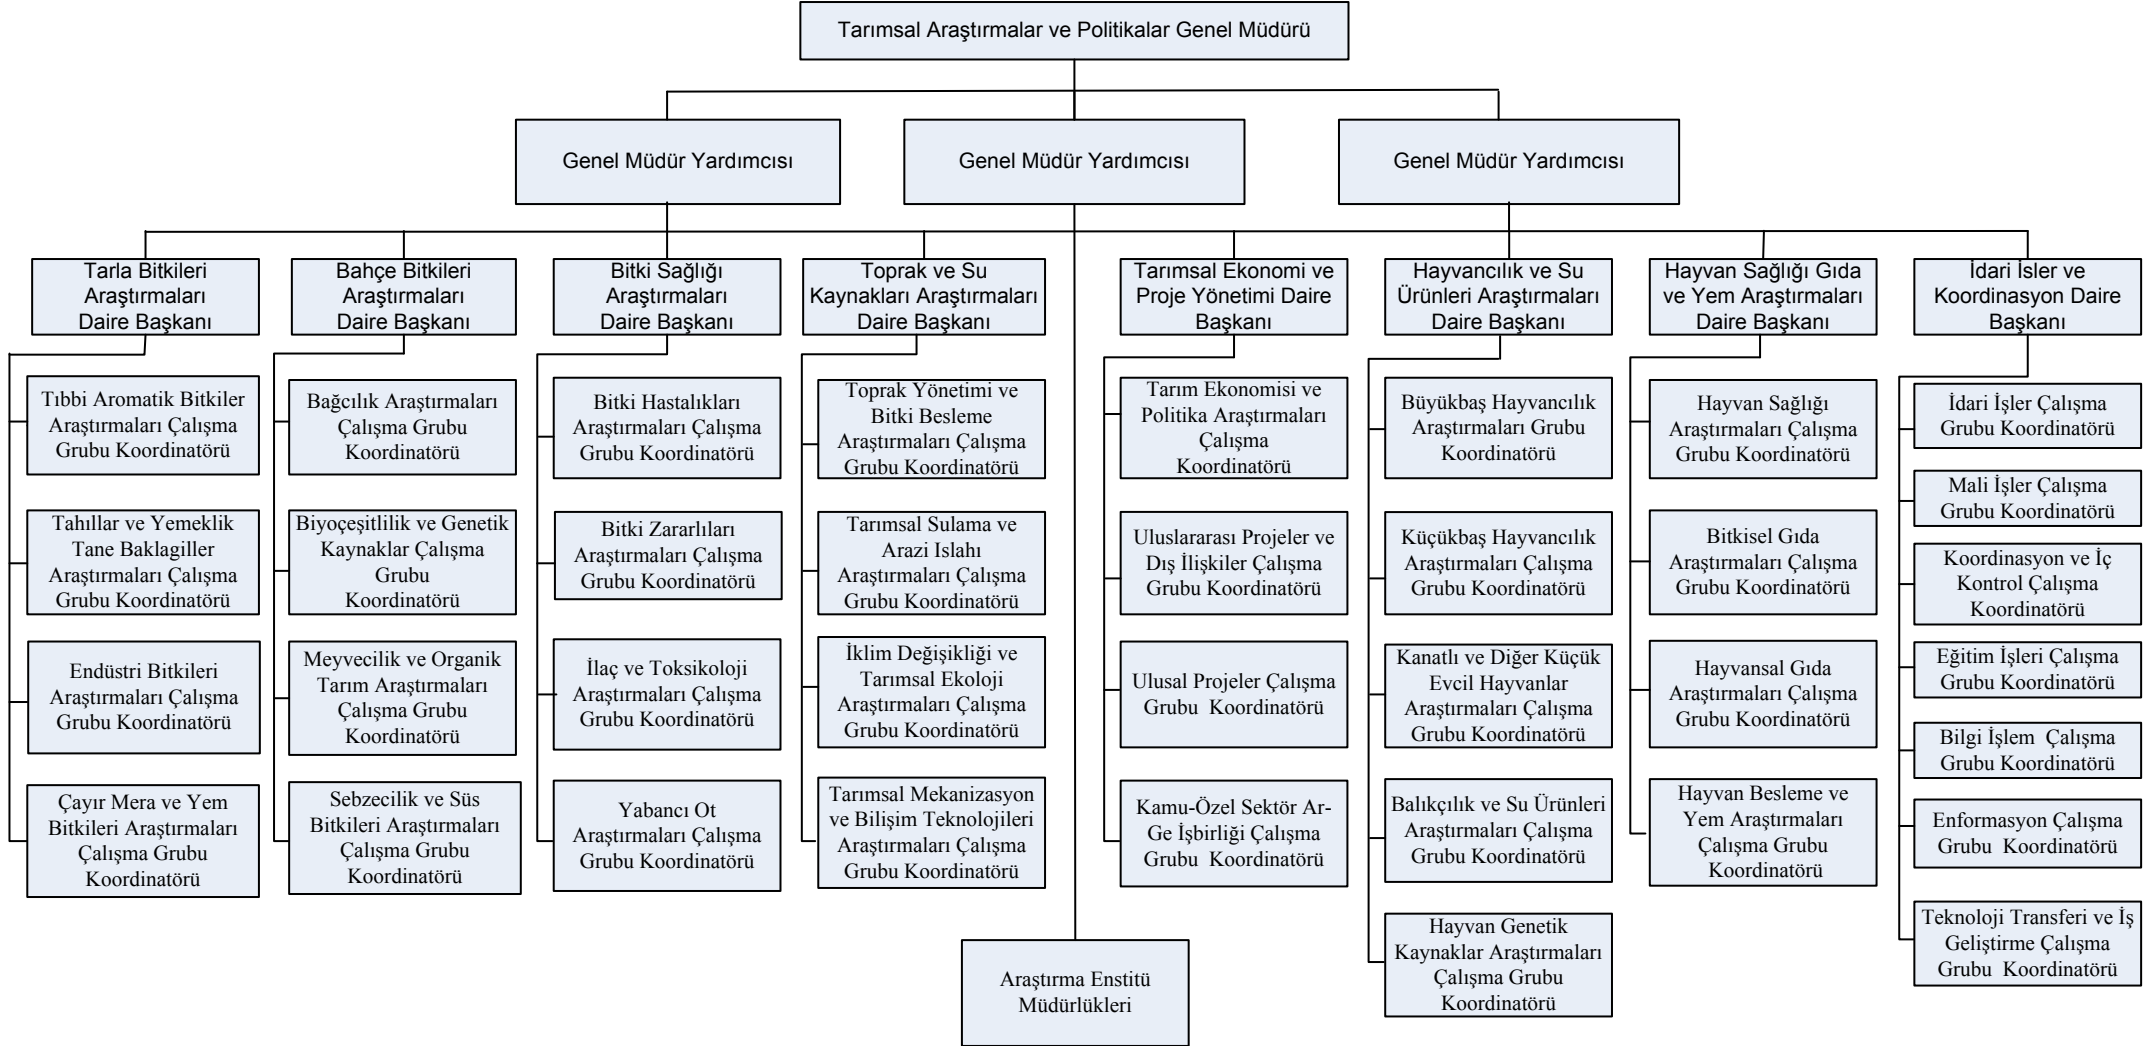 Tarımsal Araştırmalar ve Politikalar Genel Müdürü
Genel Müdür Yardımcısı
Genel Müdür Yardımcısı
Genel Müdür Yardımcısı
Tarla Bitkileri
Araştırmaları
Daire Başkanı
Bahçe Bitkileri
Araştırmaları
Daire Başkanı
Bitki Sağlığı
Araştırmaları
Daire Başkanı
Toprak ve Su
Kaynakları Araştırmaları
Daire Başkanı
Tarımsal Ekonomi ve
Proje Yönetimi Daire
Başkanı
Hayvancılık ve Su
Ürünleri Araştırmaları
Daire Başkanı
Hayvan Sağlığı Gıda
ve Yem Araştırmaları
Daire Başkanı
İdari İsler ve
Koordinasyon Daire
Başkanı
Tıbbi Aromatik Bitkiler
Araştırmaları Çalışma
Grubu Koordinatörü
Tahıllar ve Yemeklik
Tane Baklagiller
Araştırmaları Çalışma
Grubu Koordinatörü
Endüstri Bitkileri
Araştırmaları Çalışma
Grubu Koordinatörü
Çayır Mera ve Yem
Bitkileri Araştırmaları
Çalışma Grubu
Koordinatörü
Bağcılık Araştırmaları
Çalışma Grubu
Koordinatörü
Biyoçeşitlilik ve Genetik
Kaynaklar Çalışma
Grubu
Koordinatörü
Meyvecilik ve Organik
Tarım Araştırmaları
Çalışma Grubu
Koordinatörü
Sebzecilik ve Süs
Bitkileri Araştırmaları
Çalışma Grubu
Koordinatörü
Bitki Hastalıkları
Araştırmaları Çalışma
Grubu Koordinatörü
Bitki Zararlıları
Araştırmaları Çalışma
Grubu Koordinatörü
İlaç ve Toksikoloji
Araştırmaları Çalışma
Grubu Koordinatörü
Yabancı Ot
Araştırmaları Çalışma
Grubu Koordinatörü
Toprak Yönetimi ve
Bitki Besleme
Araştırmaları Çalışma
Grubu Koordinatörü
Tarımsal Sulama ve
Arazi Islahı
Araştırmaları Çalışma
Grubu Koordinatörü
İklim Değişikliği ve
Tarımsal Ekoloji
Araştırmaları Çalışma
Grubu Koordinatörü
Tarımsal Mekanizasyon
ve Bilişim Teknolojileri
Araştırmaları Çalışma
Grubu Koordinatörü
Araştırma Enstitü
Müdürlükleri
Tarım Ekonomisi ve
Politika Araştırmaları
Çalışma
Koordinatörü
Uluslararası Projeler ve
Dış İlişkiler Çalışma
Grubu Koordinatörü
Ulusal Projeler Çalışma
Grubu  Koordinatörü
Kamu-Özel Sektör Ar-
Ge İşbirliği Çalışma
Grubu  Koordinatörü
Büyükbaş Hayvancılık
Araştırmaları Grubu
Koordinatörü
Küçükbaş Hayvancılık
Araştırmaları Çalışma
Grubu Koordinatörü
Kanatlı ve Diğer Küçük
Evcil Hayvanlar
Araştırmaları Çalışma
Grubu Koordinatörü
Balıkçılık ve Su Ürünleri
Araştırmaları Çalışma
Grubu Koordinatörü
Hayvan Genetik
Kaynaklar Araştırmaları
Çalışma Grubu
Koordinatörü
Hayvan Sağlığı
Araştırmaları Çalışma
Grubu Koordinatörü
Bitkisel Gıda
Araştırmaları Çalışma
Grubu Koordinatörü
Hayvansal Gıda
Araştırmaları Çalışma
Grubu Koordinatörü
Hayvan Besleme ve
Yem Araştırmaları
Çalışma Grubu
Koordinatörü
İdari İşler Çalışma
Grubu Koordinatörü
Mali İşler Çalışma
Grubu Koordinatörü
Koordinasyon ve İç
Kontrol Çalışma
Koordinatörü
Eğitim İşleri Çalışma
Grubu Koordinatörü
Bilgi İşlem  Çalışma
Grubu Koordinatörü
Enformasyon Çalışma
Grubu  Koordinatörü
Teknoloji Transferi ve İş
Geliştirme Çalışma
Grubu  Koordinatörü